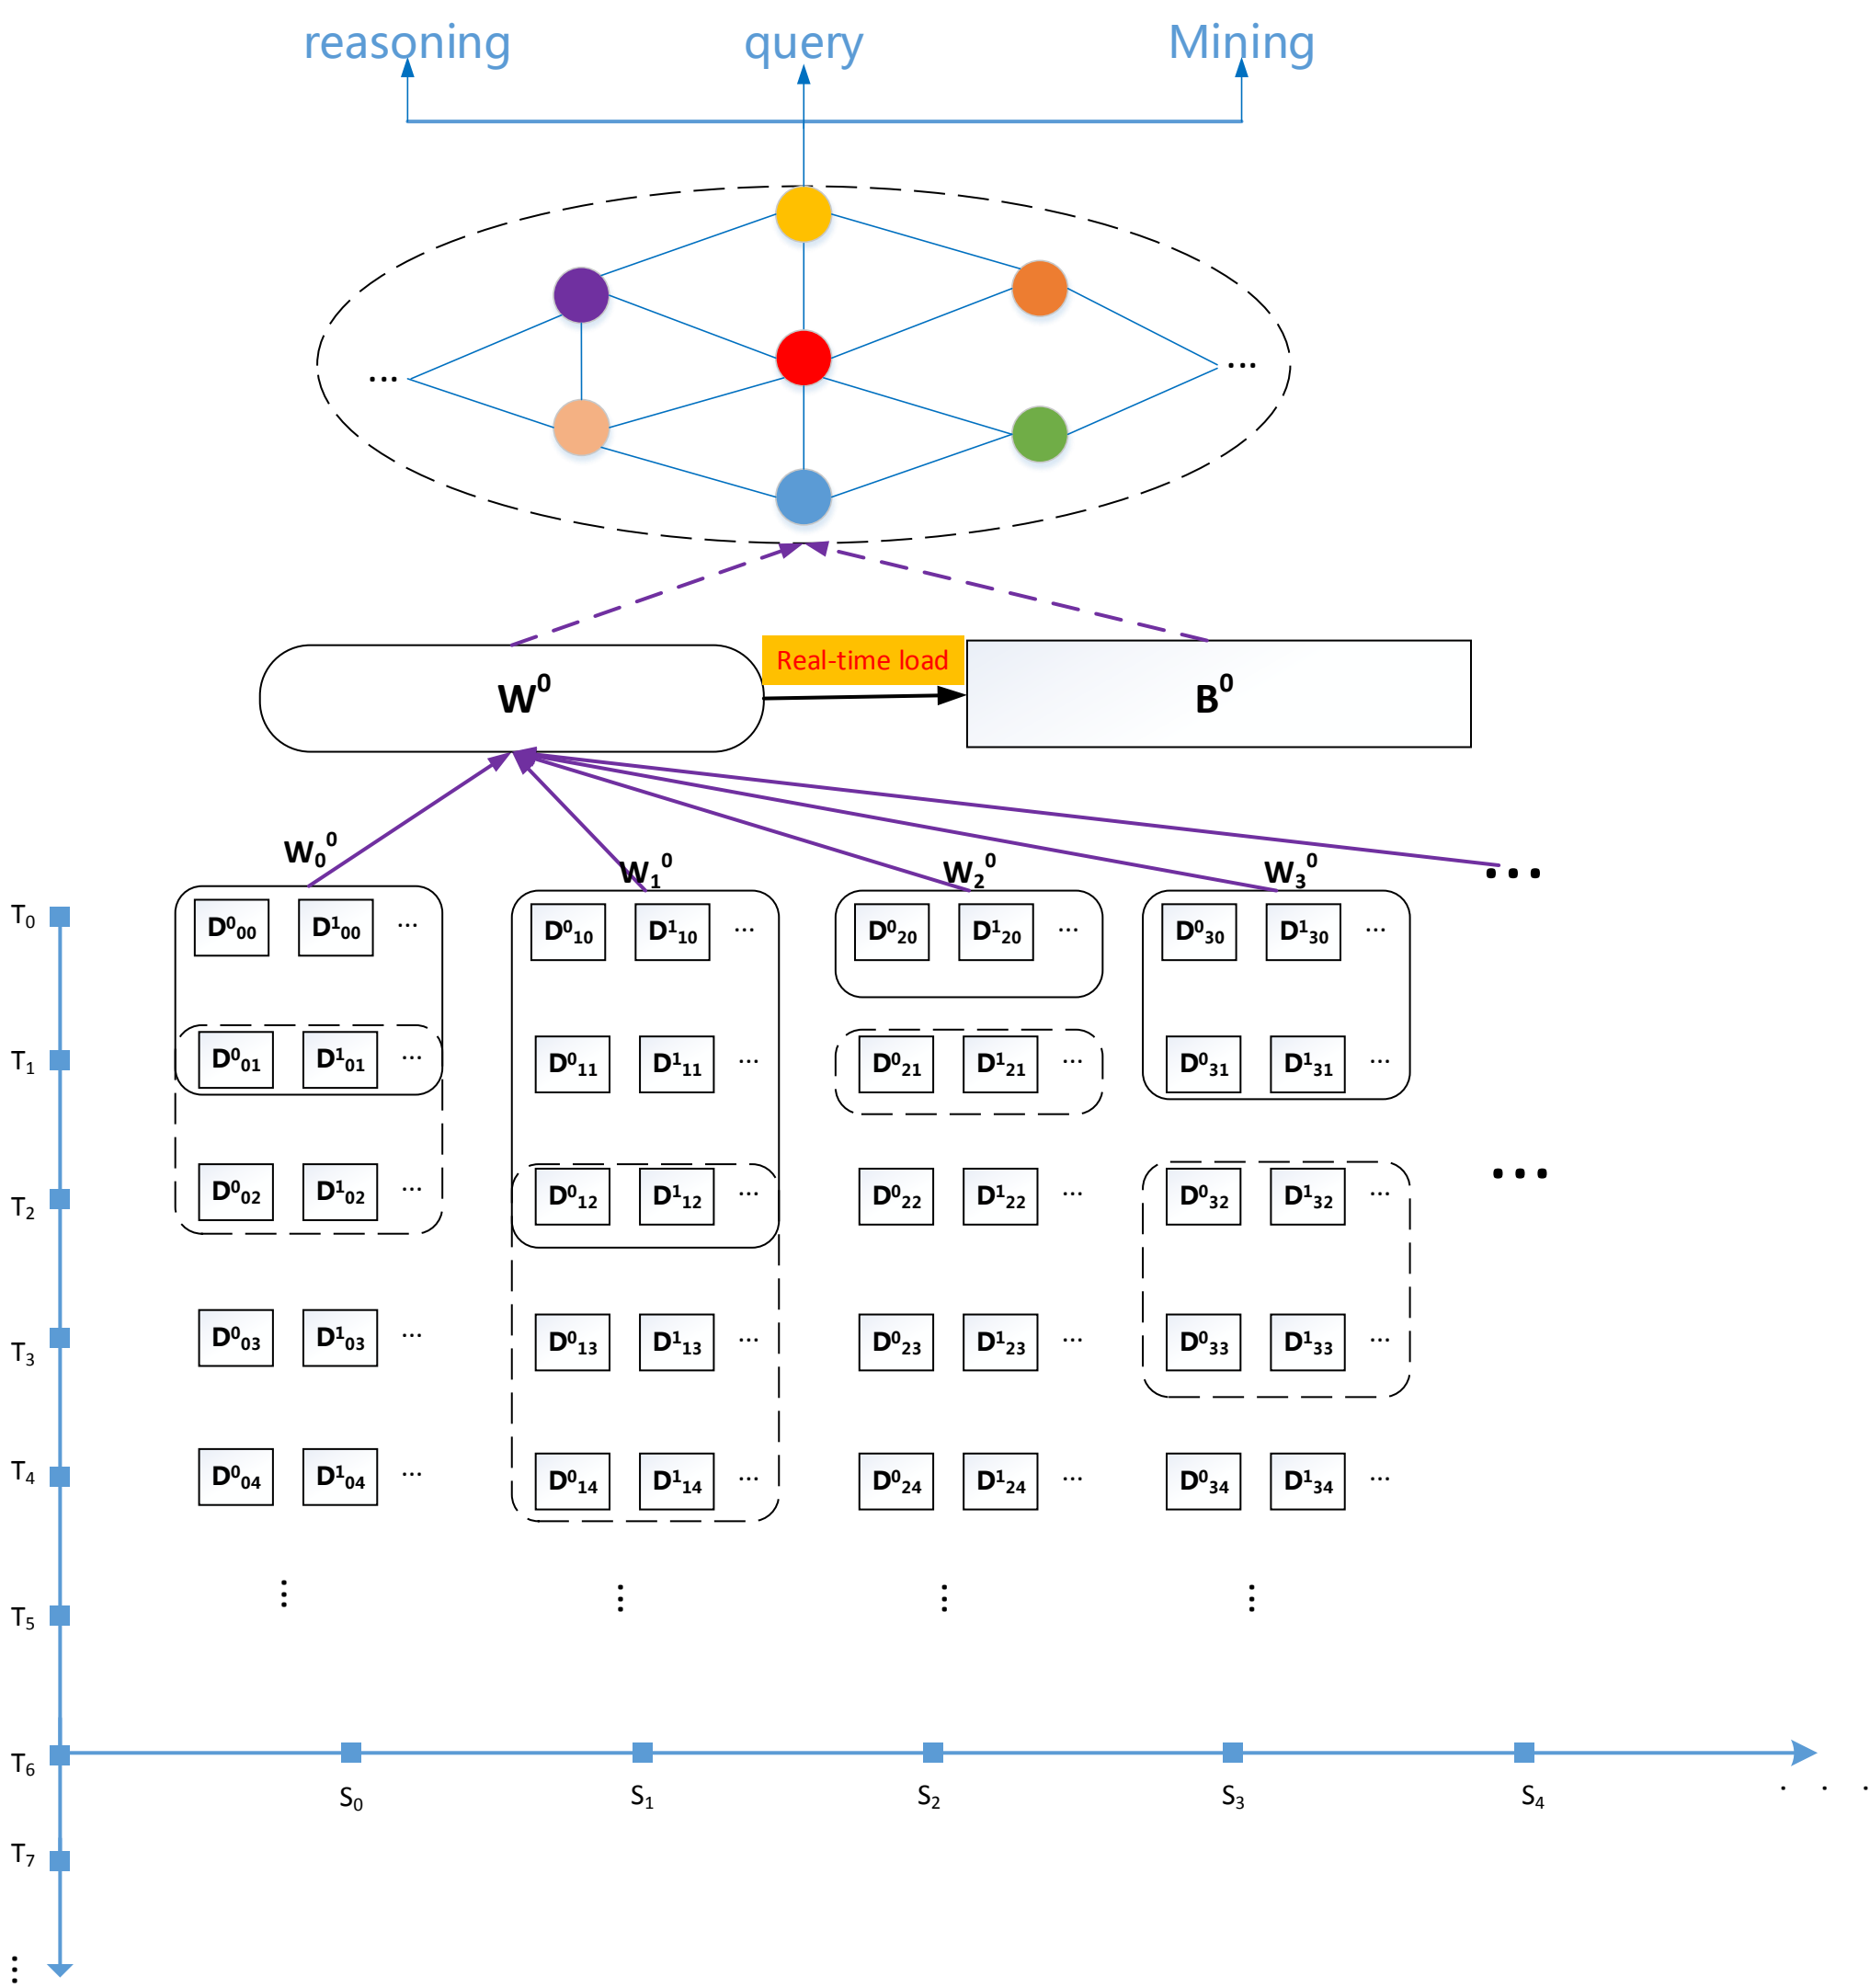 reasoning query Mining
... ...
Real-time load
W⁰ B⁰
W₀⁰ W₁⁰ W₂⁰ W₃⁰ ...
T₀ D⁰₀₀ D¹₀₀ ... D⁰₁₀ D¹₁₀ ... D⁰₂₀ D¹₂₀ ... D⁰₃₀ D¹₃₀ ...
T₁ D⁰₀₁ D¹₀₁ ... D⁰₁₁ D¹₁₁ ... D⁰₂₁ D¹₂₁ ... D⁰₃₁ D¹₃₁ ...
T₂ D⁰₀₂ D¹₀₂ ... D⁰₁₂ D¹₁₂ ... D⁰₂₂ D¹₂₂ ... D⁰₃₂ D¹₃₂ ... ...
T₃ D⁰₀₃ D¹₀₃ ... D⁰₁₃ D¹₁₃ ... D⁰₂₃ D¹₂₃ ... D⁰₃₃ D¹₃₃ ...
T₄ D⁰₀₄ D¹₀₄ ... D⁰₁₄ D¹₁₄ ... D⁰₂₄ D¹₂₄ ... D⁰₃₄ D¹₃₄ ...
⋮ ⋮ ⋮ ⋮
T₅
T₆
S₀ S₁ S₂ S₃ S₄ . . .
T₇
⋮